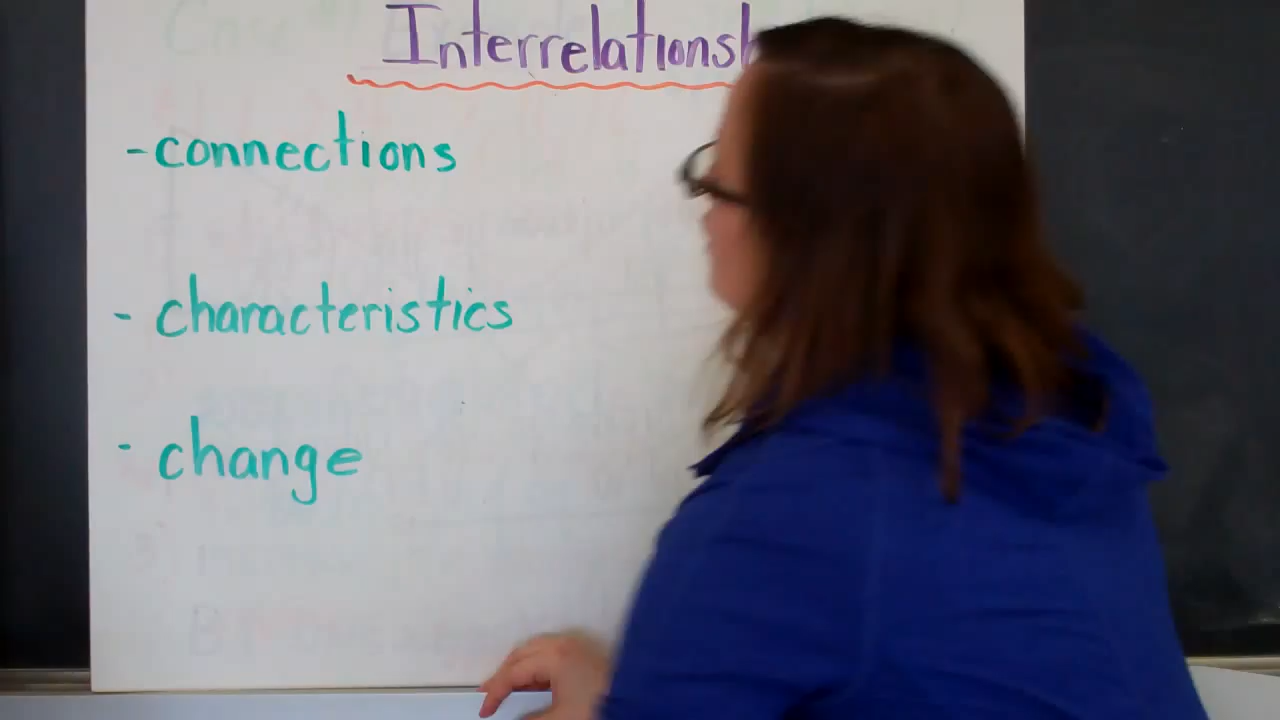 Interrelationsh
-connections
- characteristics
- change